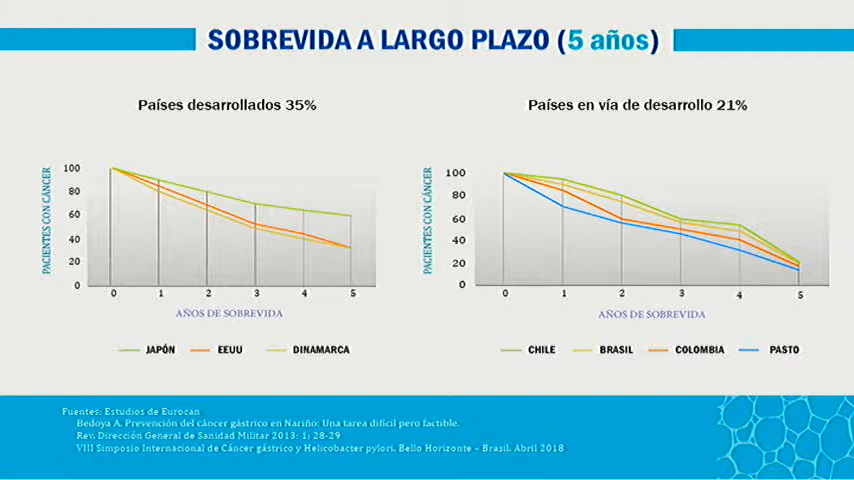 SOBREVIDA A LARGO PLAZO (5 años)
Países desarrollados 35%
PACIENTES CON CÁNCER
100
80
60
40
20
0
0 1 2 3 4 5
AÑOS DE SOBREVIDA
JAPÓN EEUU DINAMARCA
Países en vía de desarrollo 21%
PACIENTES CON CÁNCER
100
80
60
40
20
0
0 1 2 3 4 5
AÑOS DE SOBREVIDA
CHILE BRASIL COLOMBIA PASTO
Fuentes: Estudios de Eurocan
Bedoya A. Prevención del cáncer gástrico en Nariño: Una tarea difícil pero factible.
Rev. Dirección General de Sanidad Militar 2013: 1; 28-29
VIII Simposio Internacional de Cáncer gástrico y Helicobacter pylori. Bello Horizonte – Brasil. Abril 2018